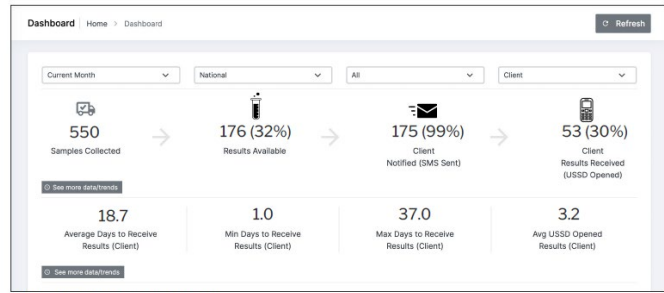 Dashboard Home > Dashboard
Refresh
Current Month National All Client
550 176 (32%) 175 (99%) 53 (30%)
Samples Collected Results Available Client Client
Notified (SMS Sent) Results Received
(USSD Opened)
See more data/trends
18.7 1.0 37.0 3.2
Average Days to Receive Min Days to Receive Max Days to Receive Avg USSD Opened
Results (Client) Results (Client) Results (Client) Results (Client)
See more data/trends